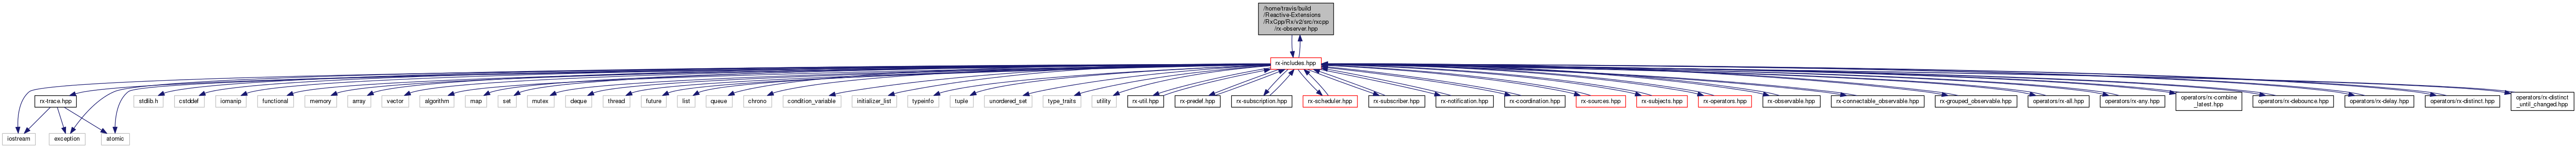 /home/travis/build
/Reactive-Extensions
/RxCpp/Rx/v2/src/rxcpp
/rx-observer.hpp
rx-includes.hpp
rx-trace.hpp
stdlib.h
cstddef
iomanip
functional
memory
array
vector
algorithm
map
set
mutex
deque
thread
future
list
queue
chrono
condition_variable
initializer_list
typeinfo
tuple
unordered_set
type_traits
utility
rx-util.hpp
rx-predef.hpp
rx-subscription.hpp
rx-scheduler.hpp
rx-subscriber.hpp
rx-notification.hpp
rx-coordination.hpp
rx-sources.hpp
rx-subjects.hpp
rx-operators.hpp
rx-observable.hpp
rx-connectable_observable.hpp
rx-grouped_observable.hpp
operators/rx-all.hpp
operators/rx-any.hpp
operators/rx-combine
_latest.hpp
operators/rx-debounce.hpp
operators/rx-delay.hpp
operators/rx-distinct.hpp
operators/rx-distinct
_until_changed.hpp
iostream
exception
atomic